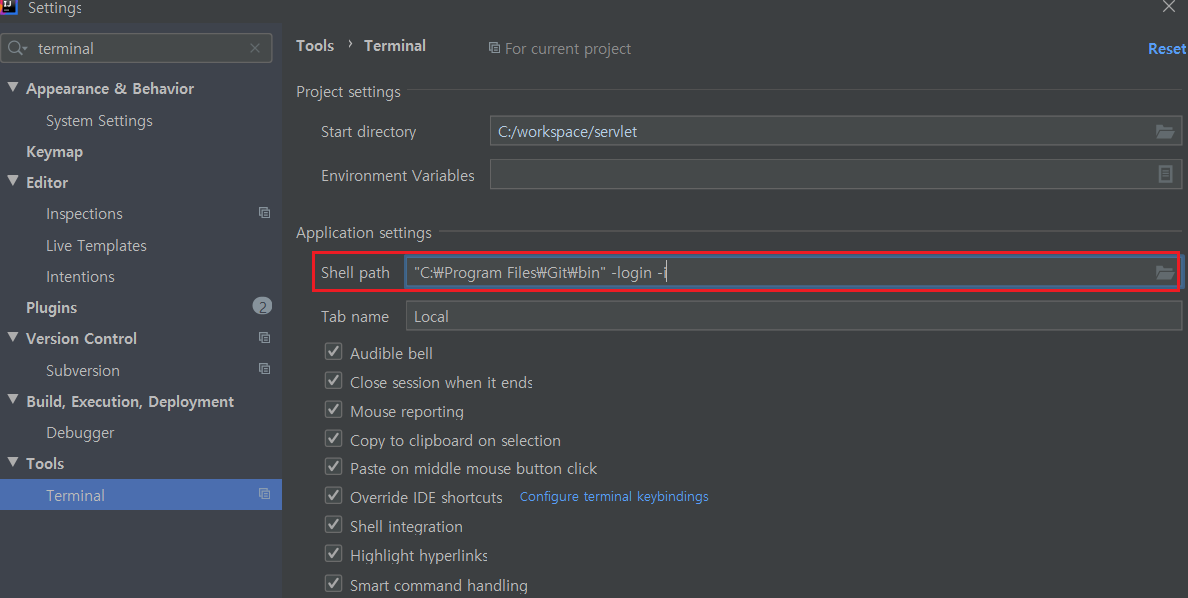 Settings
terminal
Appearance & Behavior
System Settings
Keymap
Editor
Inspections
Live Templates
Intentions
Plugins 2
Version Control
Subversion
Build, Execution, Deployment
Debugger
Tools
Terminal
Tools › Terminal For current project Reset
Project settings
Start directory C:/workspace/servlet
Environment Variables
Application settings
Shell path "C:₩Program Files₩Git₩bin" -login -i
Tab name Local
Audible bell
Close session when it ends
Mouse reporting
Copy to clipboard on selection
Paste on middle mouse button click
Override IDE shortcuts Configure terminal keybindings
Shell integration
Highlight hyperlinks
Smart command handling